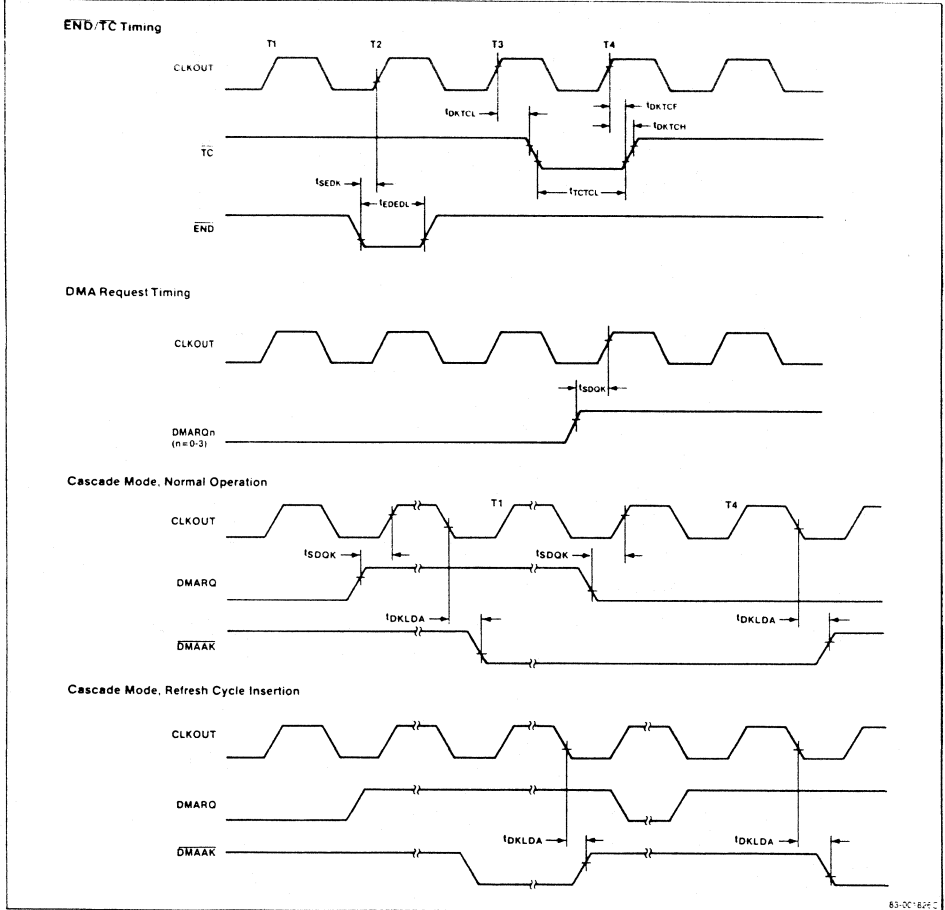 END/TC Timing
T1 T2 T3 T4
CLKOUT
tDKTCL tDKTCF
tDKTCH
TC
tSEDK tEDEDL tTCTCL
END
DMA Request Timing
CLKOUT
tSDQK
DMARQn
(n=0-3)
Cascade Mode, Normal Operation
T1 T4
CLKOUT
tSDQK tSDQK
DMARQ
tDKLDA tDKLDA
DMAAK
Cascade Mode, Refresh Cycle Insertion
CLKOUT
DMARQ
tDKLDA tDKLDA
DMAAK